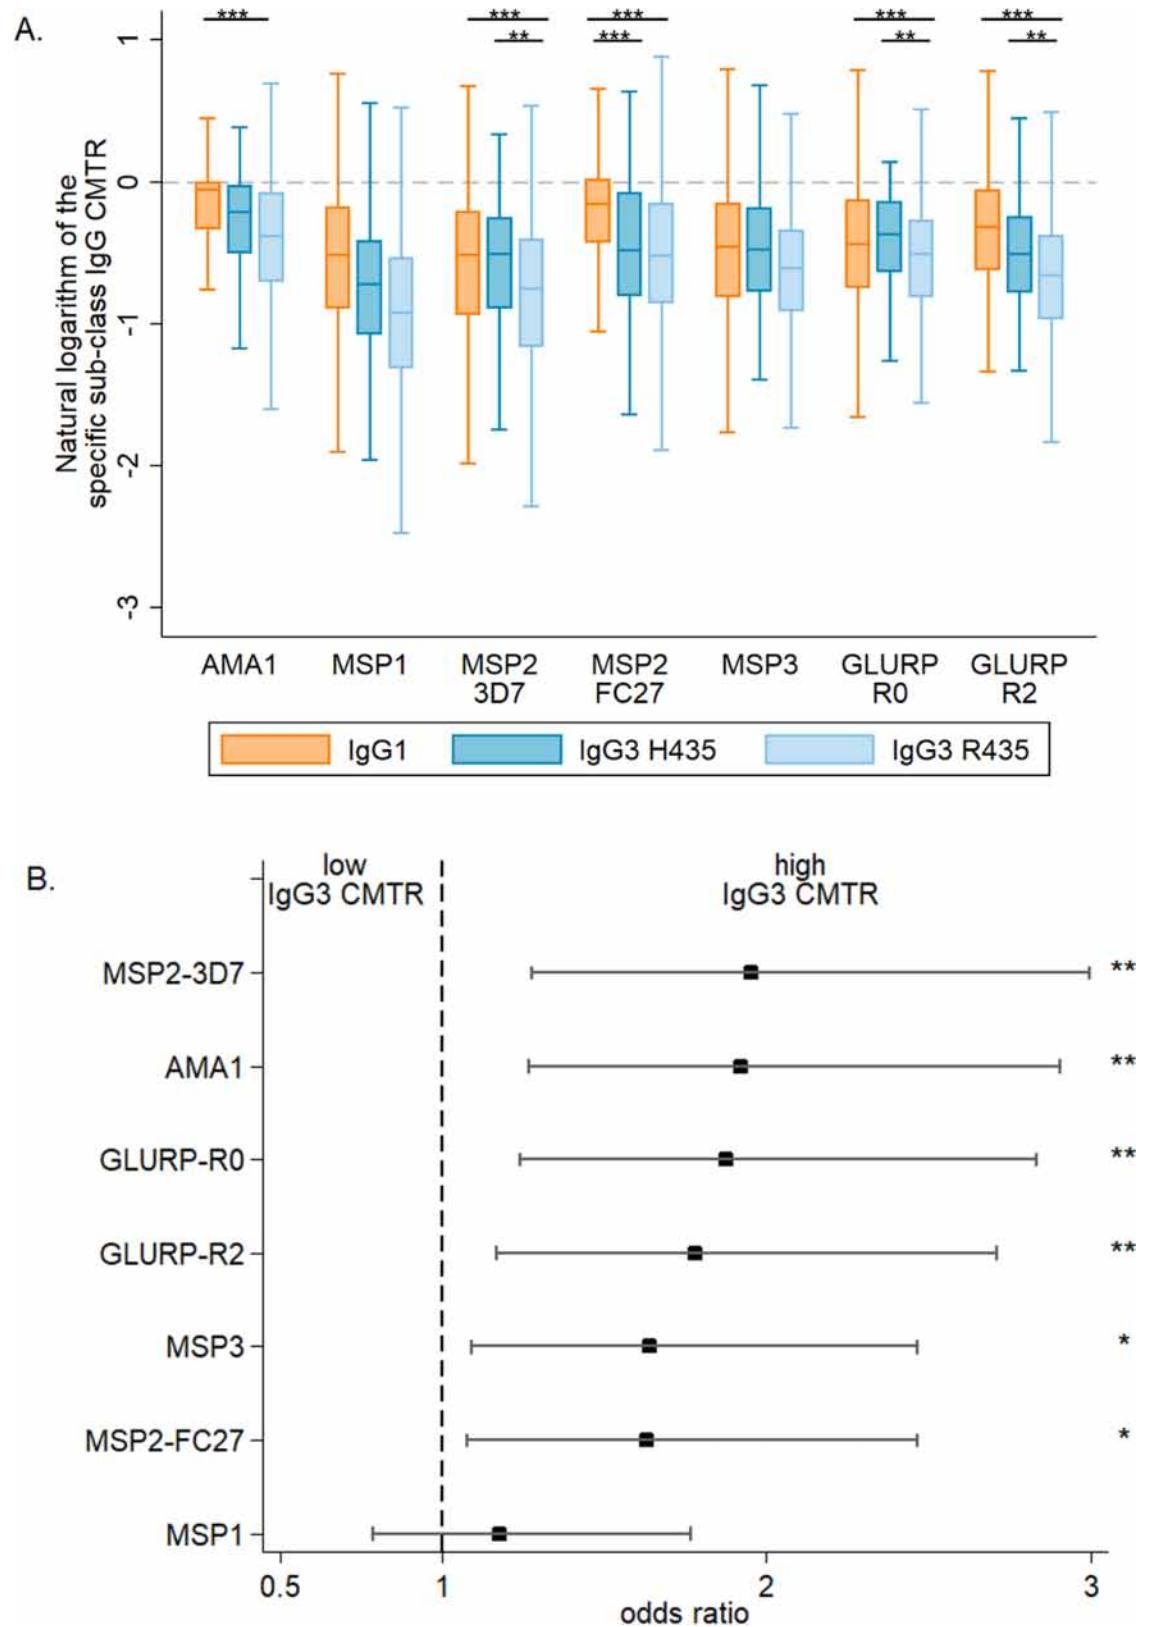 A.
*** *** *** *** ***
** *** ** **
1
0
-1
-2
-3
Natural logarithm of the
specific sub-class IgG CMTR
AMA1 MSP1 MSP2 MSP2 MSP3 GLURP GLURP
3D7 FC27 R0 R2
IgG1 IgG3 H435 IgG3 R435
B.
low high
IgG3 CMTR IgG3 CMTR
MSP2-3D7 **
AMA1 **
GLURP-R0 **
GLURP-R2 **
MSP3 *
MSP2-FC27 *
MSP1
0.5 1 2 3
odds ratio